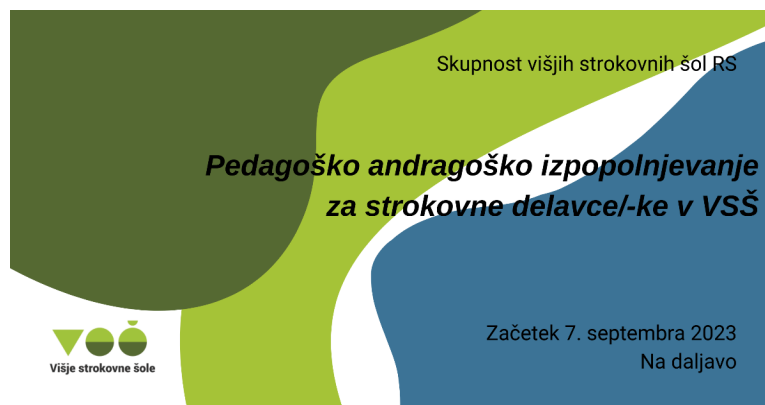 Skupnost višjih strokovnih šol RS
Pedagoško andragoško izpopolnjevanje
za strokovne delavce/-ke v VSŠ
Začetek 7. septembra 2023
Na daljavo
VOŠ
Višje strokovne šole